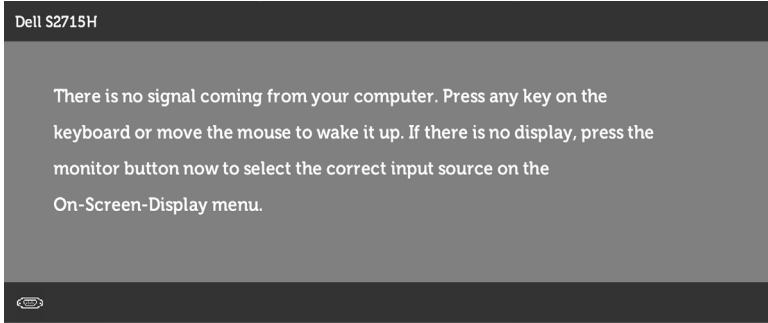 Dell S2715H
There is no signal coming from your computer. Press any key on the
keyboard or move the mouse to wake it up. If there is no display, press the
monitor button now to select the correct input source on the
On-Screen-Display menu.